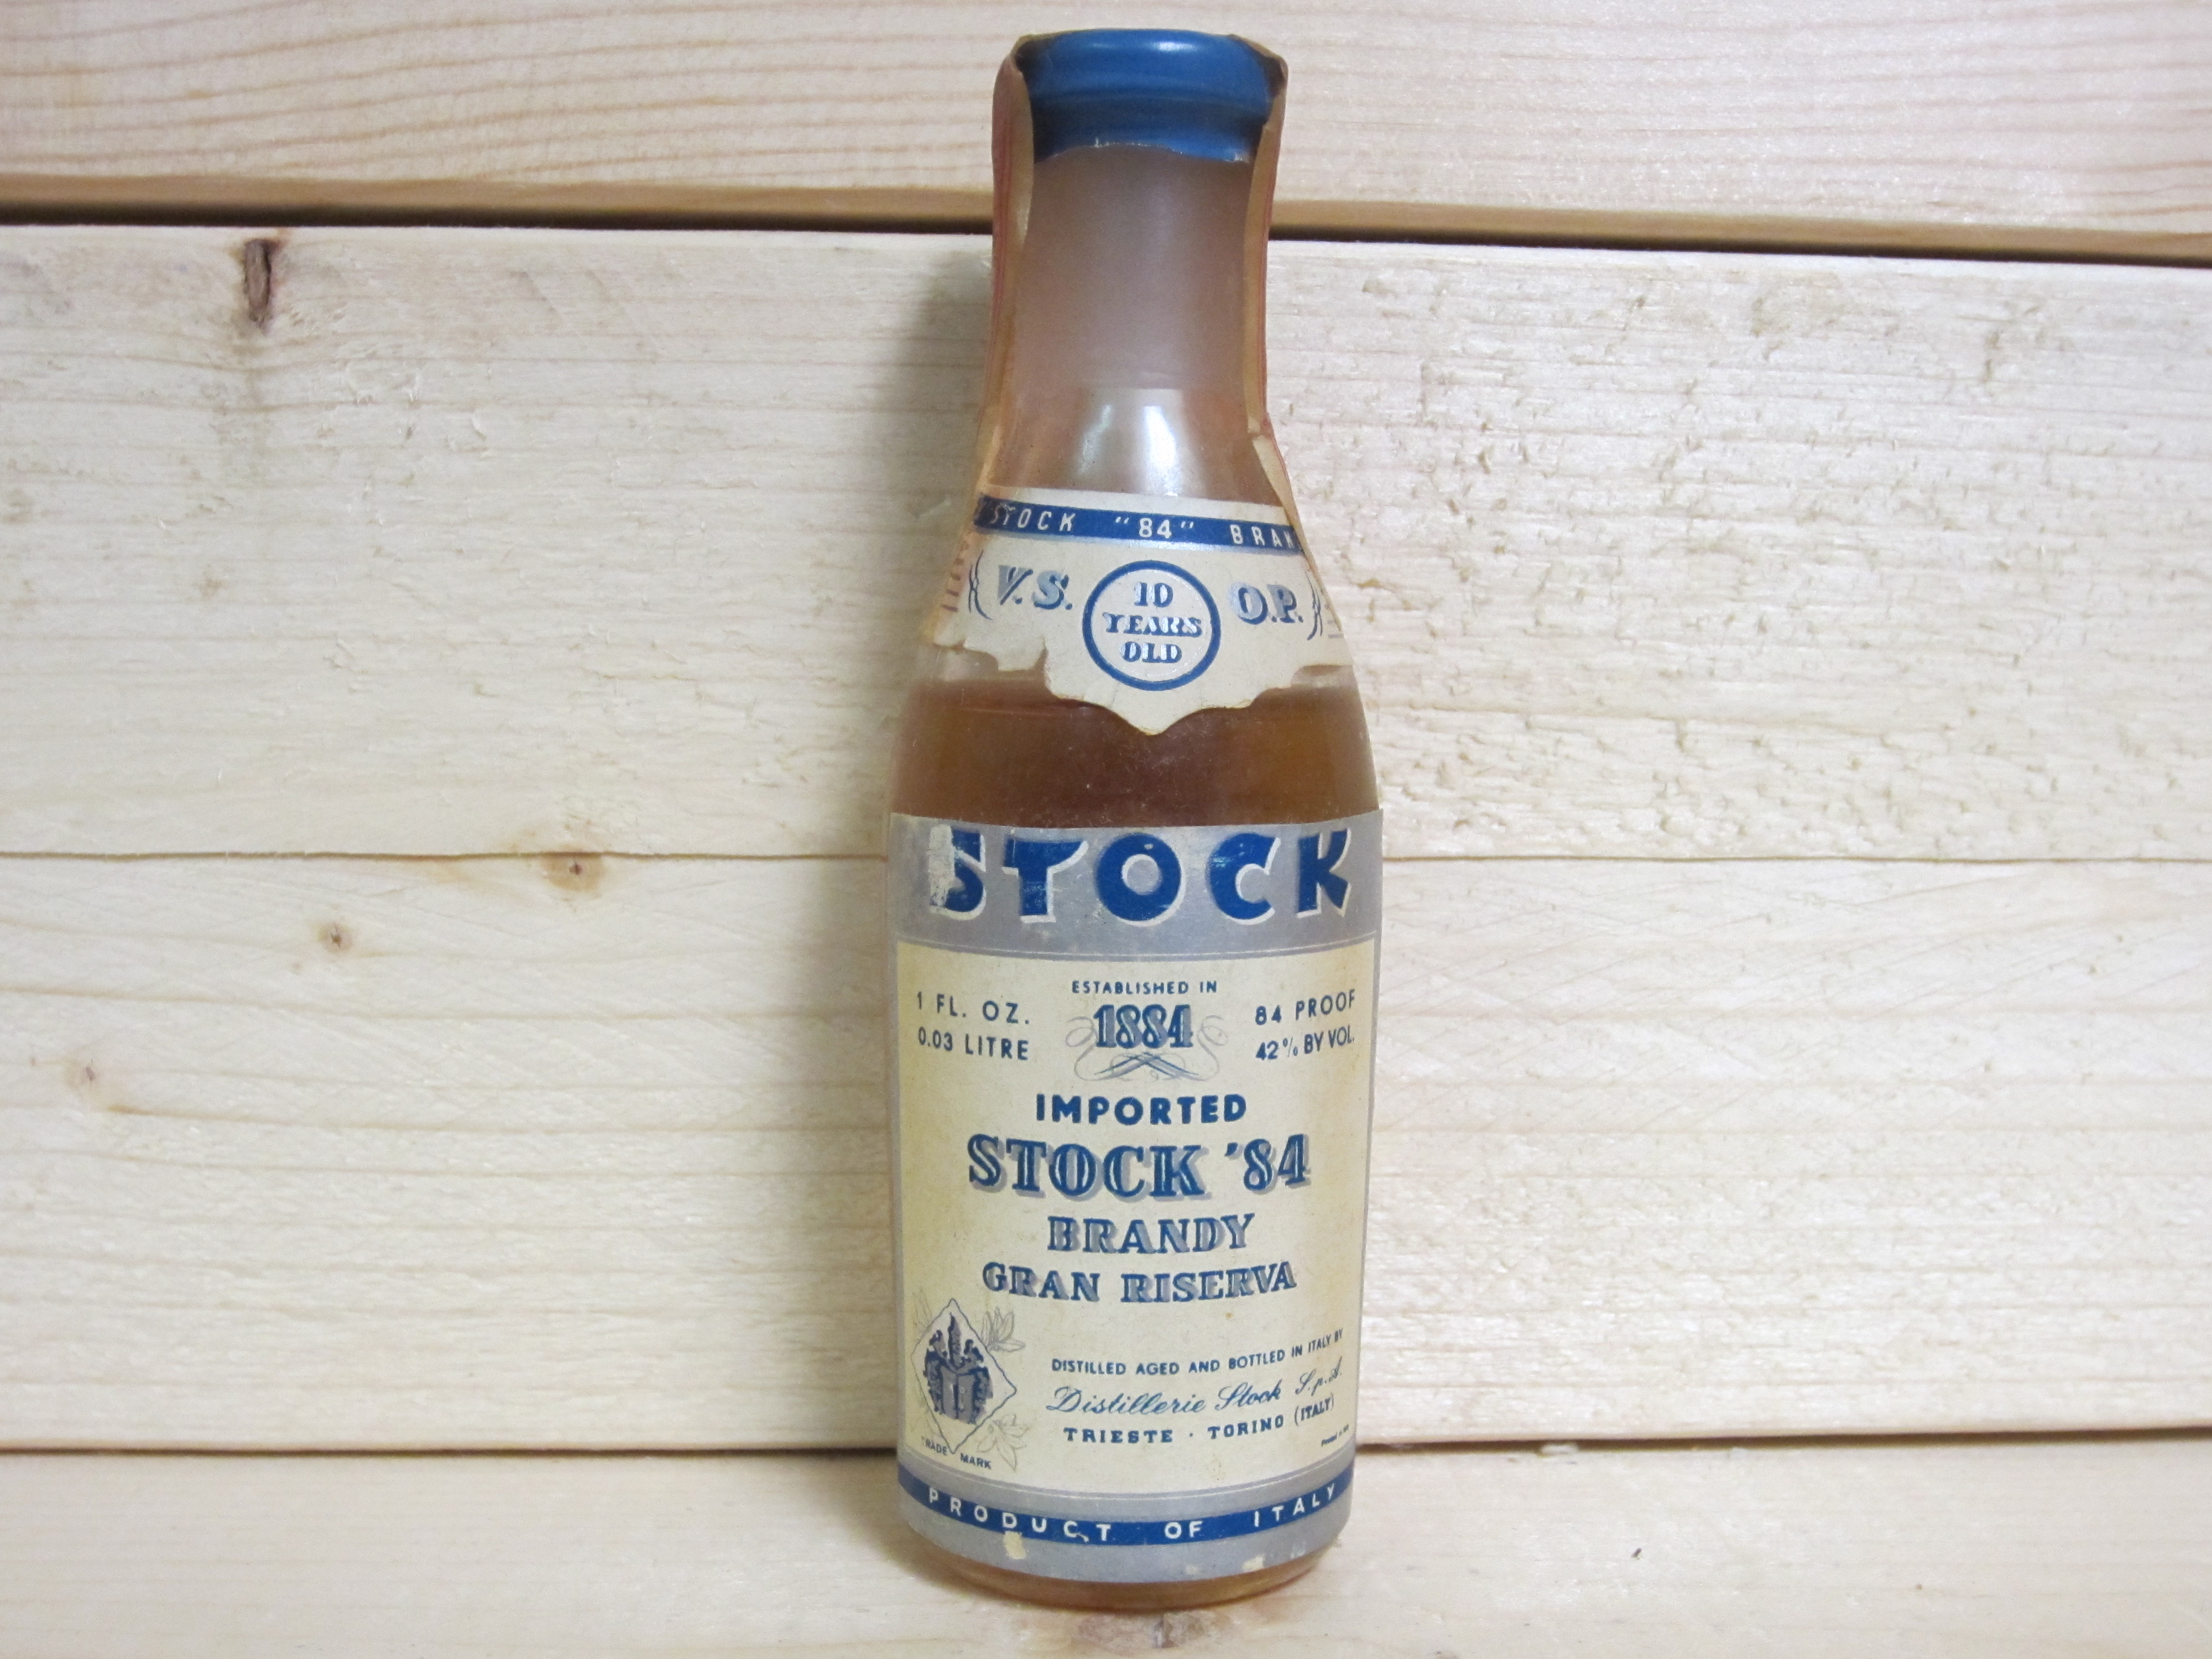 STOCK "84" BRAN
V.S. O.P.
10
YEARS
OLD
STOCK
ESTABLISHED IN
1884
1 FL. OZ.
0.03 LITRE
84 PROOF
42% BY VOL.
IMPORTED
STOCK '84
BRANDY
GRAN RISERVA
DISTILLED AGED AND BOTTLED IN ITALY BY
Distillerie Stock S.p.A.
TRIESTE · TORINO (ITALY)
TRADE MARK
PRODUCT OF ITALY